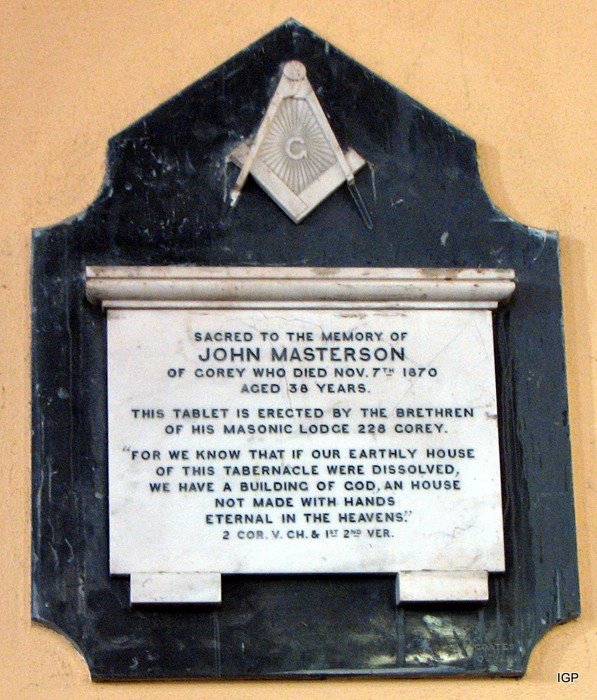 G
SACRED TO THE MEMORY OF
JOHN MASTERSON
OF GOREY WHO DIED NOV. 7TH 1870
AGED 38 YEARS.
THIS TABLET IS ERECTED BY THE BRETHREN
OF HIS MASONIC LODGE 228 GOREY.
"FOR WE KNOW THAT IF OUR EARTHLY HOUSE
OF THIS TABERNACLE WERE DISSOLVED,
WE HAVE A BUILDING OF GOD, AN HOUSE
NOT MADE WITH HANDS
ETERNAL IN THE HEAVENS."
2 COR. V. CH. & 1ST 2ND VER.
COATES
IGP